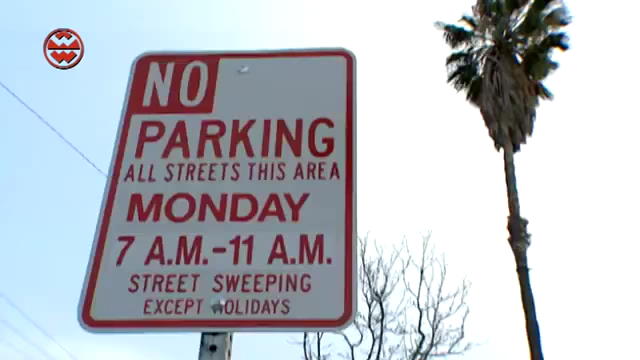 NO
PARKING
ALL STREETS THIS AREA
MONDAY
7 A.M.-11 A.M.
STREET SWEEPING
EXCEPT HOLIDAYS